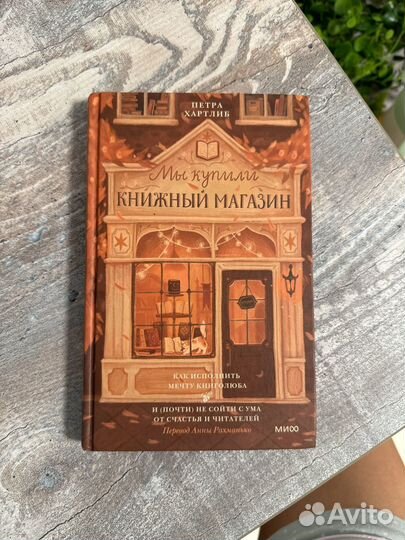 ПЕТРА
ХАРТЛИБ
Мы купили
КНИЖНЫЙ МАГАЗИН
КАК ИСПОЛНИТЬ
МЕЧТУ КНИГОЛЮБА
И (ПОЧТИ) НЕ СОЙТИ С УМА
ОТ СЧАСТЬЯ И ЧИТАТЕЛЕЙ
Перевод Анны Рахманько
МИФ
Avito